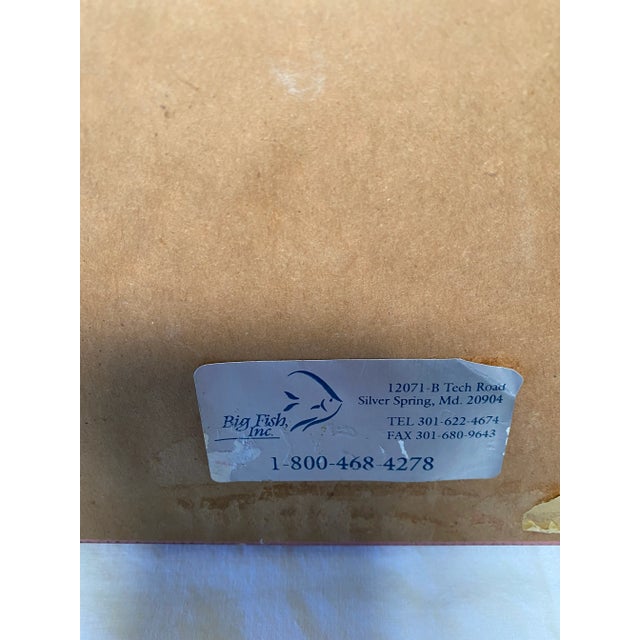 Big Fish,
Inc.
12071-B Tech Road
Silver Spring, Md. 20904
TEL 301-622-4674
FAX 301-680-9643
1-800-468-4278